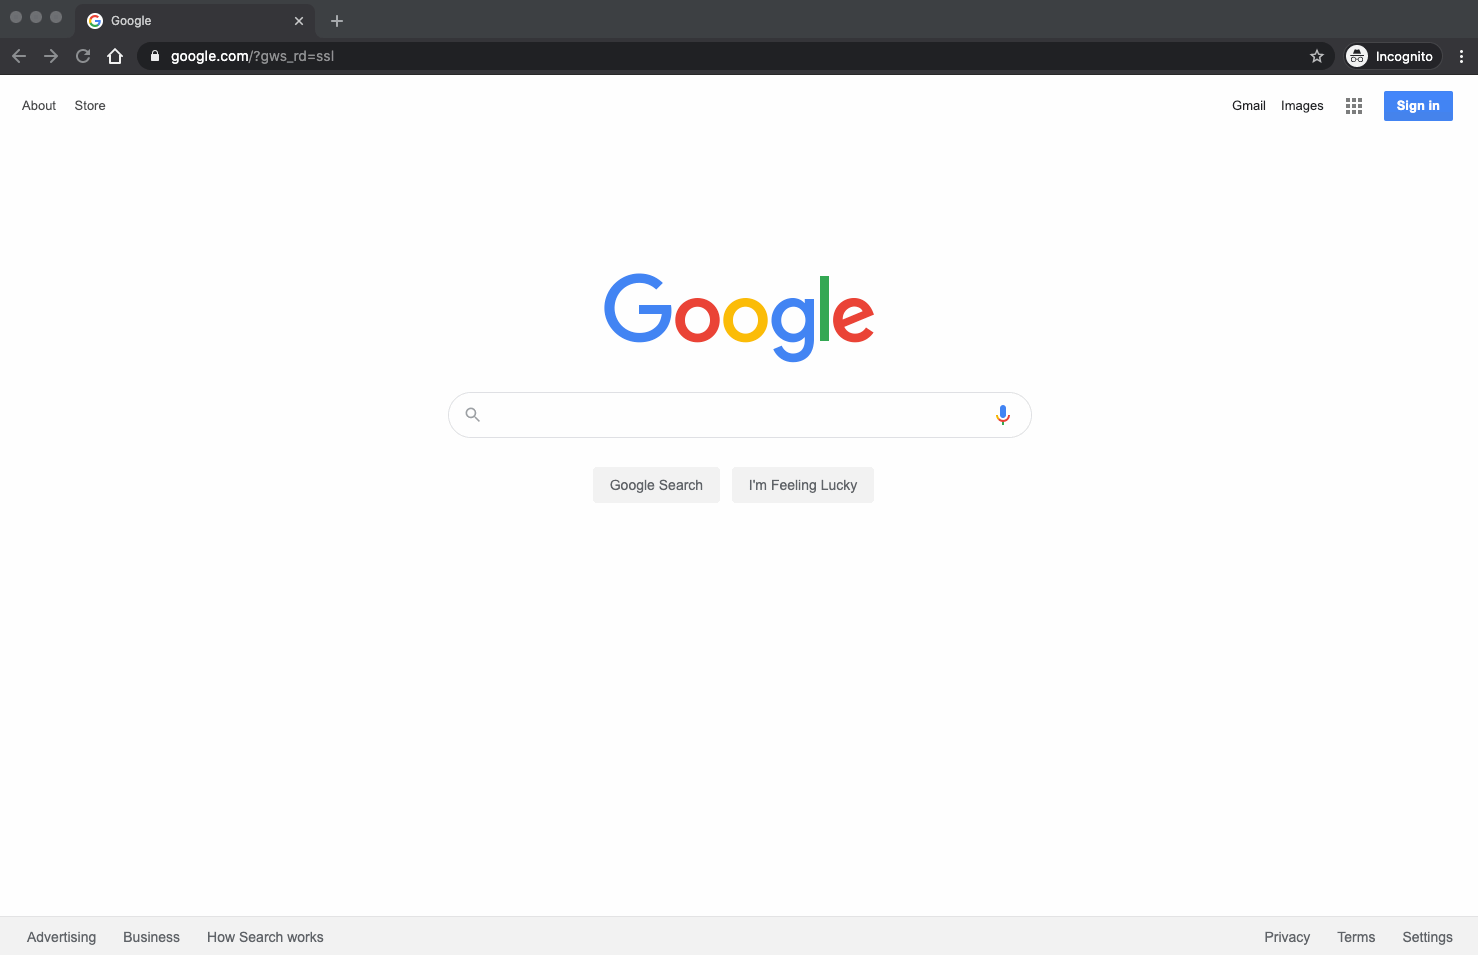 Google
google.com/?gws_rd=ssl
Incognito
About Store
Gmail Images Sign in
Google
Google Search I'm Feeling Lucky
Advertising Business How Search works
Privacy Terms Settings